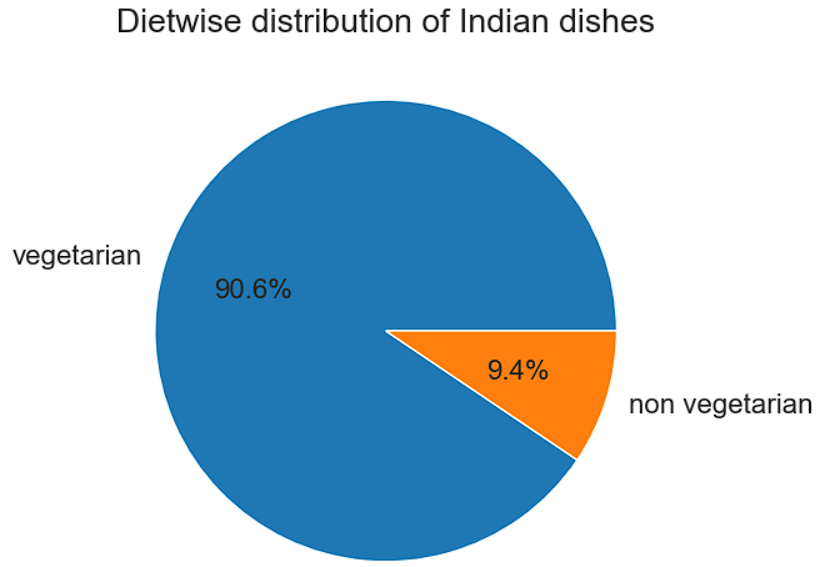 Dietwise distribution of Indian dishes
vegetarian
90.6%
9.4%
non vegetarian